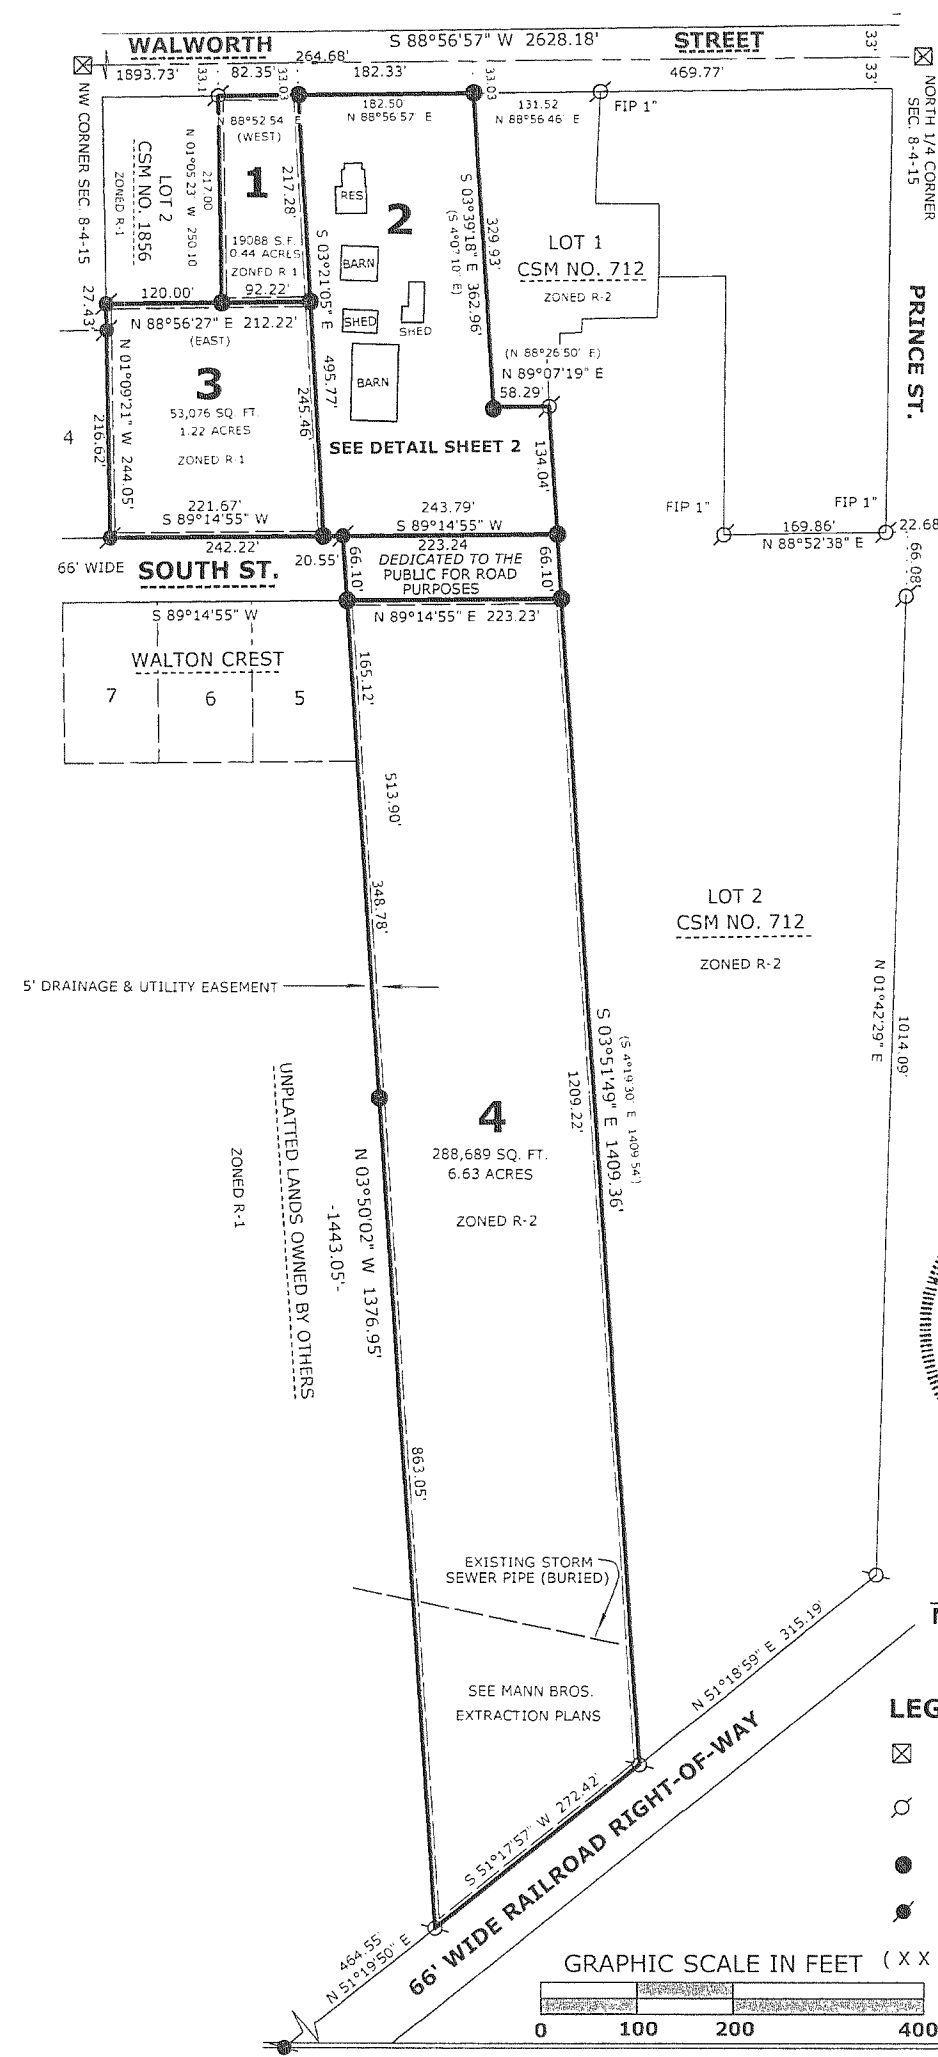 WALWORTH
S 88°56'57" W 2628.18'
STREET
264.68'
1893.73'
82.35'
182.33'
469.77'
33'
33'
33.1
33.03
33.03
182.50
N 88°56'57 E
131.52
N 88°56'46 E
FIP 1"
N 88°52 54 E
(WEST)
NW CORNER SEC. 8-4-15
NORTH 1/4 CORNER
SEC. 8-4-15
N 01°05'23' W 250.10
217.00
LOT 2
CSM NO. 1856
ZONED R-1
1
217.28'
19088 S.F.
0.44 ACRES
ZONED R 1
92.22'
120.00'
N 88°56'27" E 212.22'
(EAST)
27.43'
RES
BARN
SHED
SHED
BARN
2
S 03°21'05" E 495.77'
S 03°39'18" E 362.96'
(S 4°07'10" E)
329.93'
LOT 1
CSM NO. 712
ZONED R-2
(N 88°26'50" E)
N 89°07'19" E
58.29'
PRINCE ST.
3
53,076 SQ. FT.
1.22 ACRES
ZONED R-1
N 01°09'21" W 244.05'
216.62'
4
245.46'
SEE DETAIL SHEET 2
134.04'
221.67'
S 89°14'55" W
242.22'
20.55'
243.79'
S 89°14'55" W
223.24
DEDICATED TO THE
PUBLIC FOR ROAD
PURPOSES
66.10'
66.10'
N 89°14'55" E 223.23'
FIP 1"
FIP 1"
169.86'
N 88°52'38" E
22.68
66.08'
66' WIDE
SOUTH ST.
S 89°14'55" W
WALTON CREST
7
6
5
165.12'
513.90'
348.78'
5' DRAINAGE & UTILITY EASEMENT
LOT 2
CSM NO. 712
ZONED R-2
N 01°42'29" E
1014.09'
S 03°51'49" E 1409.36'
(S 4°19'30" E 1409 54')
1209.22'
4
288,689 SQ. FT.
6.63 ACRES
ZONED R-2
N 03°50'02" W 1376.95'
-1443.05'-
UNPLATTED LANDS OWNED BY OTHERS
ZONED R-1
863.05'
EXISTING STORM
SEWER PIPE (BURIED)
SEE MANN BROS.
EXTRACTION PLANS
N 51°18'59" E 315.19'
S 51°17'57" W 272.42'
66' WIDE RAILROAD RIGHT-OF-WAY
464.55'
N 51°19'50" E
LEG
GRAPHIC SCALE IN FEET
( X X
0 100 200 400